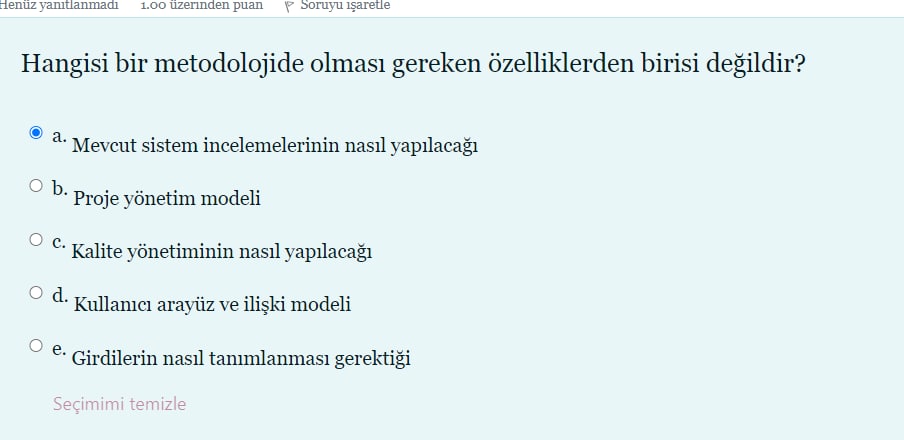 Henüz yanıtlanmadı 1.00 üzerinden puan Soruyu işaretle
Hangisi bir metodolojide olması gereken özelliklerden birisi değildir?
a. Mevcut sistem incelemelerinin nasıl yapılacağı
b. Proje yönetim modeli
c. Kalite yönetiminin nasıl yapılacağı
d. Kullanıcı arayüz ve ilişki modeli
e. Girdilerin nasıl tanımlanması gerektiği
Seçimimi temizle